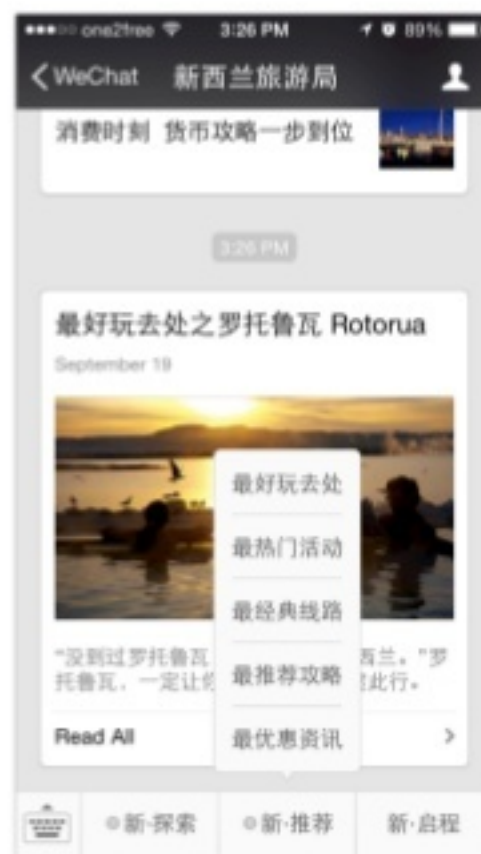 one2free 3:26 PM 89%
WeChat 新西兰旅游局
消费时刻 货币攻略一步到位
3:26 PM
最好玩去处之罗托鲁瓦 Rotorua
September 19
最好玩去处
最热门活动
最经典线路
"没到过罗托鲁瓦 西兰。"罗
托鲁瓦,一定让你 此行。
最推荐攻略
Read All
最优惠资讯
新·探索 新·推荐 新·启程